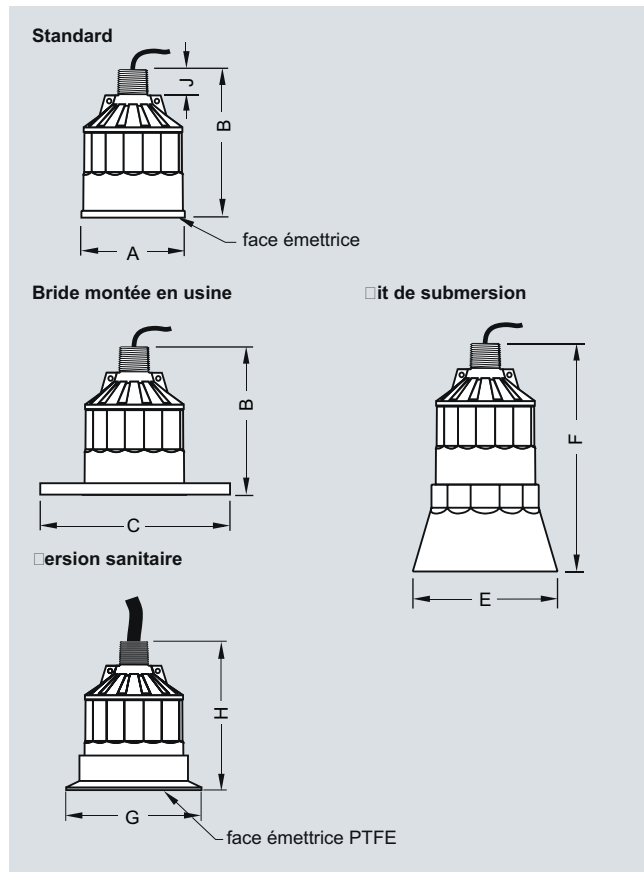 Standard
J
B
A
face émettrice
Bride montée en usine
B
C
□it de submersion
F
E
□ersion sanitaire
H
G
face émettrice PTFE